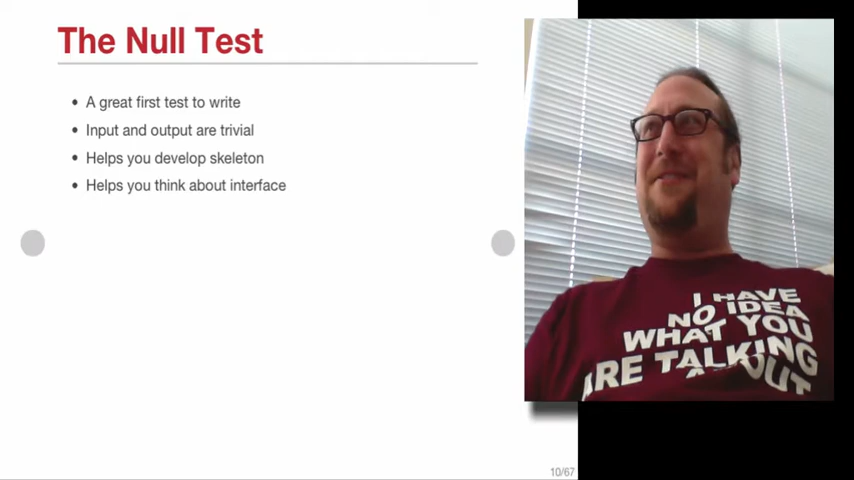 The Null Test
• A great first test to write
• Input and output are trivial
• Helps you develop skeleton
• Helps you think about interface
10/67
I HAVE
NO IDEA
WHAT YOU
ARE TALKING
ABOUT